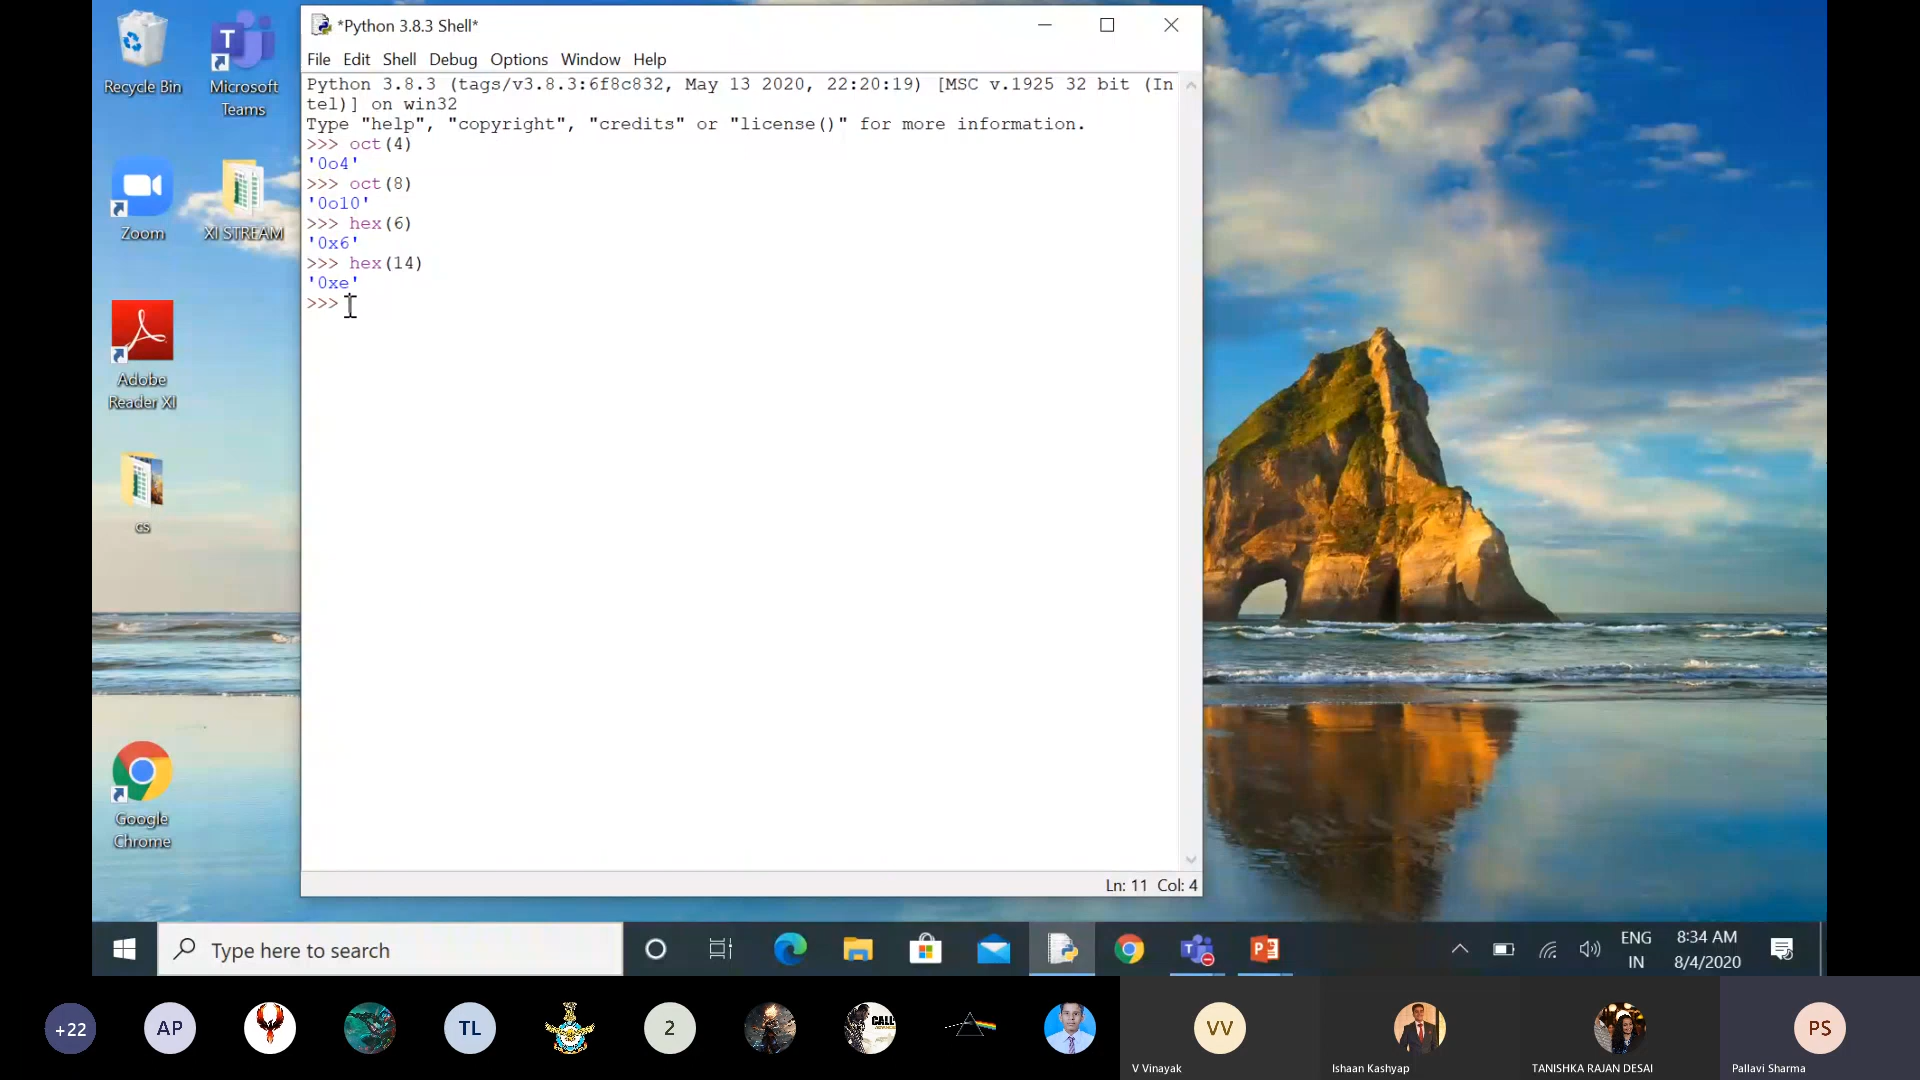 *Python 3.8.3 Shell*
File Edit Shell Debug Options Window Help
Python 3.8.3 (tags/v3.8.3:6f8c832, May 13 2020, 22:20:19) [MSC v.1925 32 bit (In
tel)] on win32
Type "help", "copyright", "credits" or "license()" for more information.
>>> oct(4)
'0o4'
>>> oct(8)
'0o10'
>>> hex(6)
'0x6'
>>> hex(14)
'0xe'
>>>
Ln: 11 Col: 4
Recycle Bin
Microsoft
Teams
Zoom
XI STREAM
Adobe
Reader XI
cs
Google
Chrome
Type here to search
ENG
IN
8:34 AM
8/4/2020
+22
AP
TL
2
CALL
VV
PS
V Vinayak
Ishaan Kashyap
TANISHKA RAJAN DESAI
Pallavi Sharma